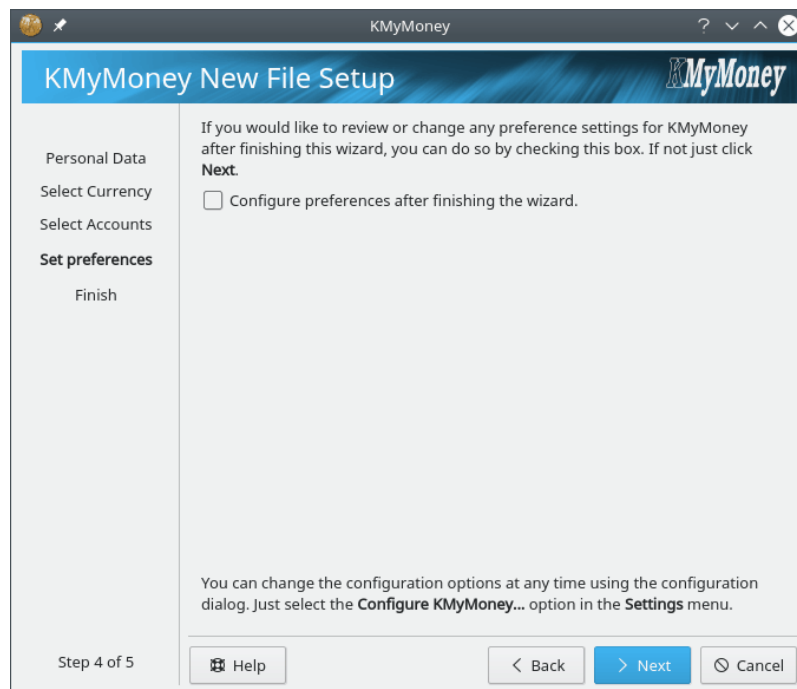 KMyMoney
KMyMoney New File Setup
KMyMoney
Personal Data
Select Currency
Select Accounts
Set preferences
Finish
If you would like to review or change any preference settings for KMyMoney
after finishing this wizard, you can do so by checking this box. If not just click
Next.
Configure preferences after finishing the wizard.
You can change the configuration options at any time using the configuration
dialog. Just select the Configure KMyMoney... option in the Settings menu.
Step 4 of 5
Help
Back
Next
Cancel